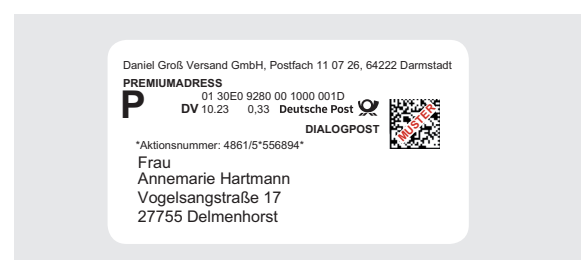 Daniel Groß Versand GmbH, Postfach 11 07 26, 64222 Darmstadt
PREMIUMADRESS
P
01 30E0 9280 00 1000 001D
DV 10.23 0,33 Deutsche Post
DIALOGPOST
MUSTER
*Aktionsnummer: 4861/5*556894*
Frau
Annemarie Hartmann
Vogelsangstraße 17
27755 Delmenhorst